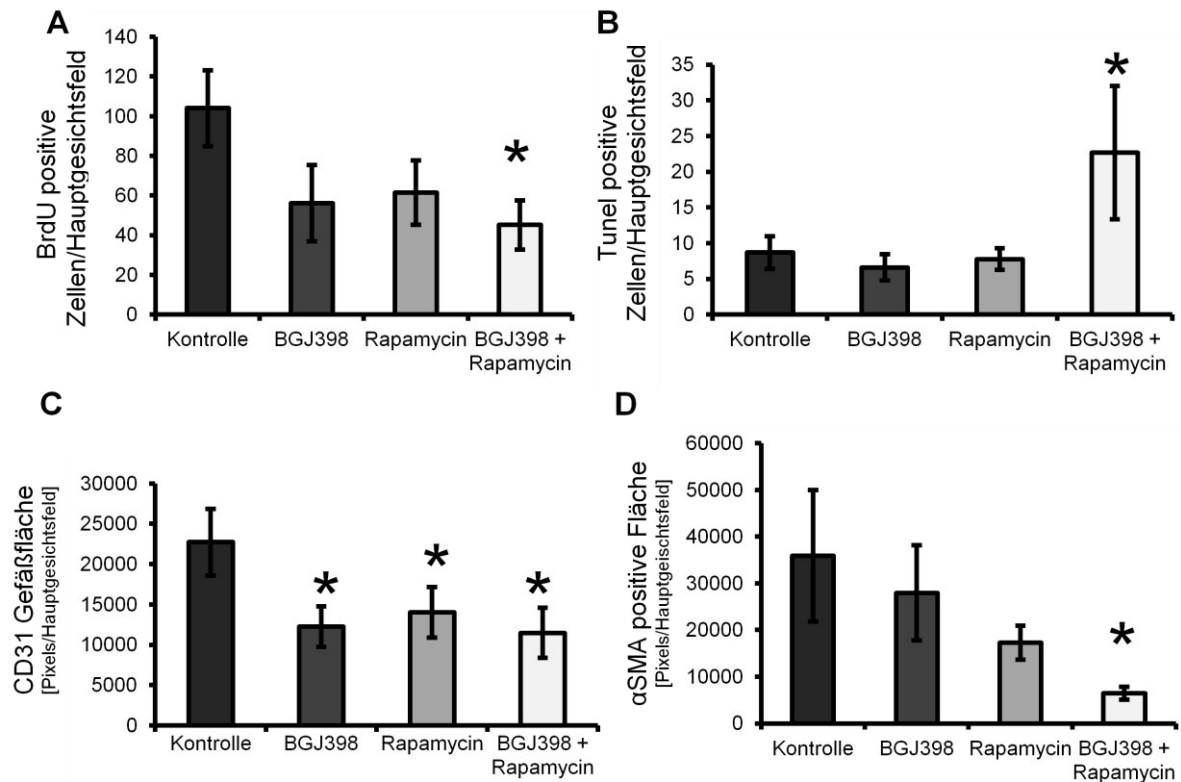 A
BrdU positive
Zellen/Hauptgesichtsfeld
140
120
100
80
60
40
20
0
*
Kontrolle
BGJ398
Rapamycin
BGJ398 +
Rapamycin
B
Tunel positive
Zellen/Hauptgesichtsfeld
35
30
25
20
15
10
5
0
*
Kontrolle
BGJ398
Rapamycin
BGJ398 +
Rapamycin
C
CD31 Gefäßfläche
[Pixels/Hauptgesichtsfeld]
30000
25000
20000
15000
10000
5000
0
*
*
*
Kontrolle
BGJ398
Rapamycin
BGJ398 +
Rapamycin
D
αSMA positive Fläche
[Pixels/Hauptgeischtsfeld]
60000
50000
40000
30000
20000
10000
0
*
Kontrolle
BGJ398
Rapamycin
BGJ398 +
Rapamycin